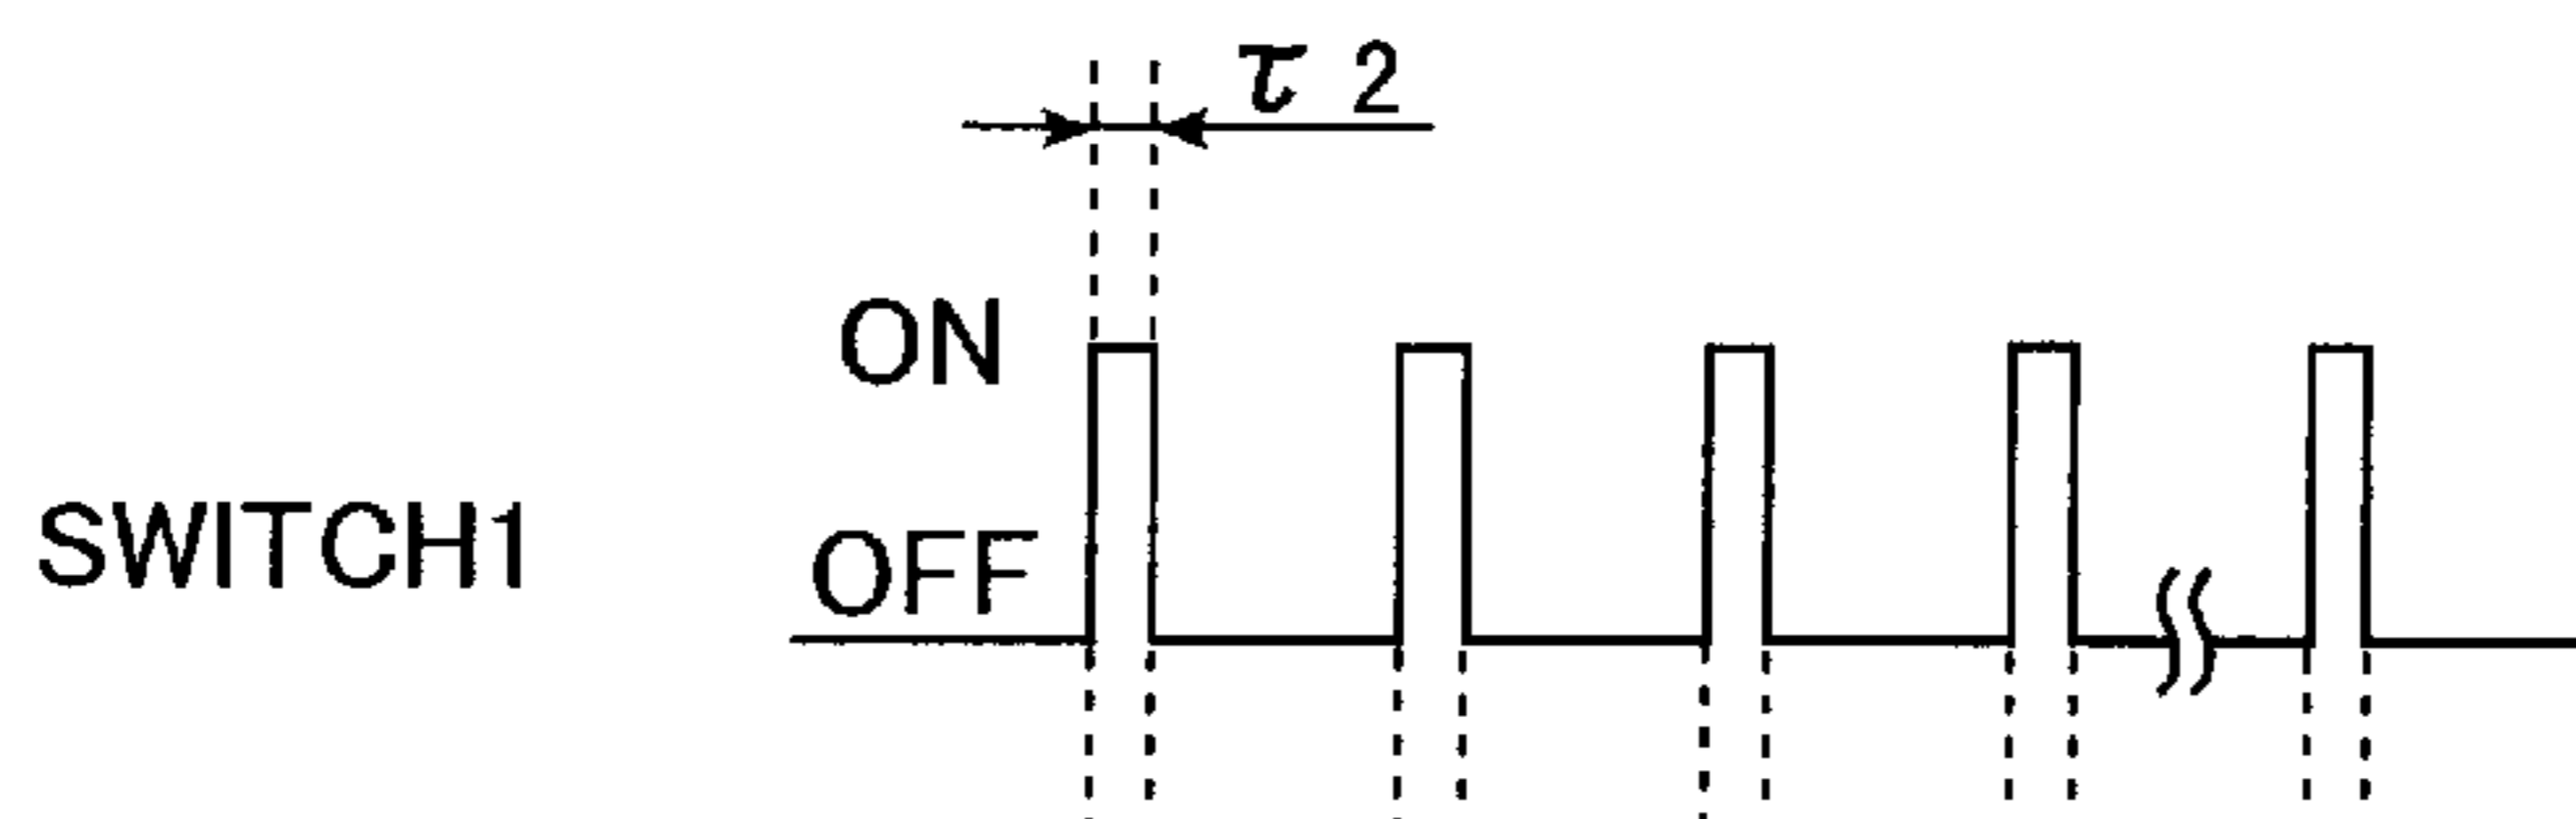 τ 2
ON
OFF
SWITCH1